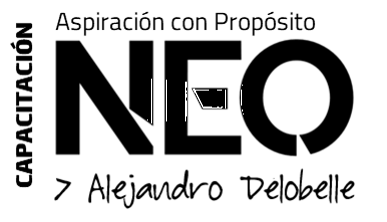 CAPACITACIÓN
Aspiración con Propósito
NEO
> Alejandro Delobelle